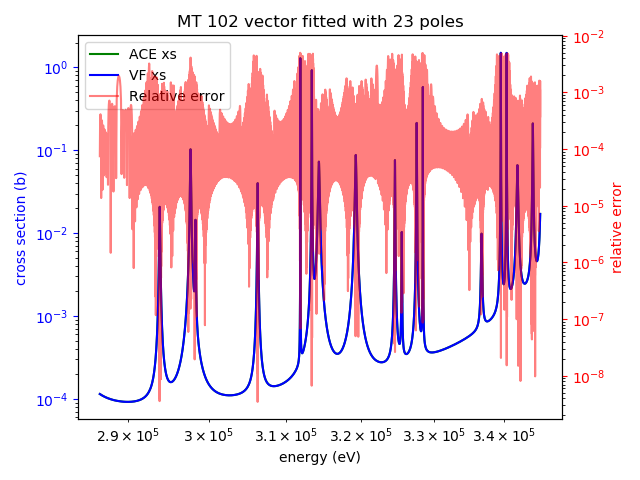 MT 102 vector fitted with 23 poles
ACE xs
VF xs
Relative error
cross section (b)
10⁰
10⁻¹
10⁻²
10⁻³
10⁻⁴
10⁻²
10⁻³
10⁻⁴
10⁻⁵
10⁻⁶
10⁻⁷
10⁻⁸
relative error
2.9 × 10⁵ 3 × 10⁵ 3.1 × 10⁵ 3.2 × 10⁵ 3.3 × 10⁵ 3.4 × 10⁵
energy (eV)